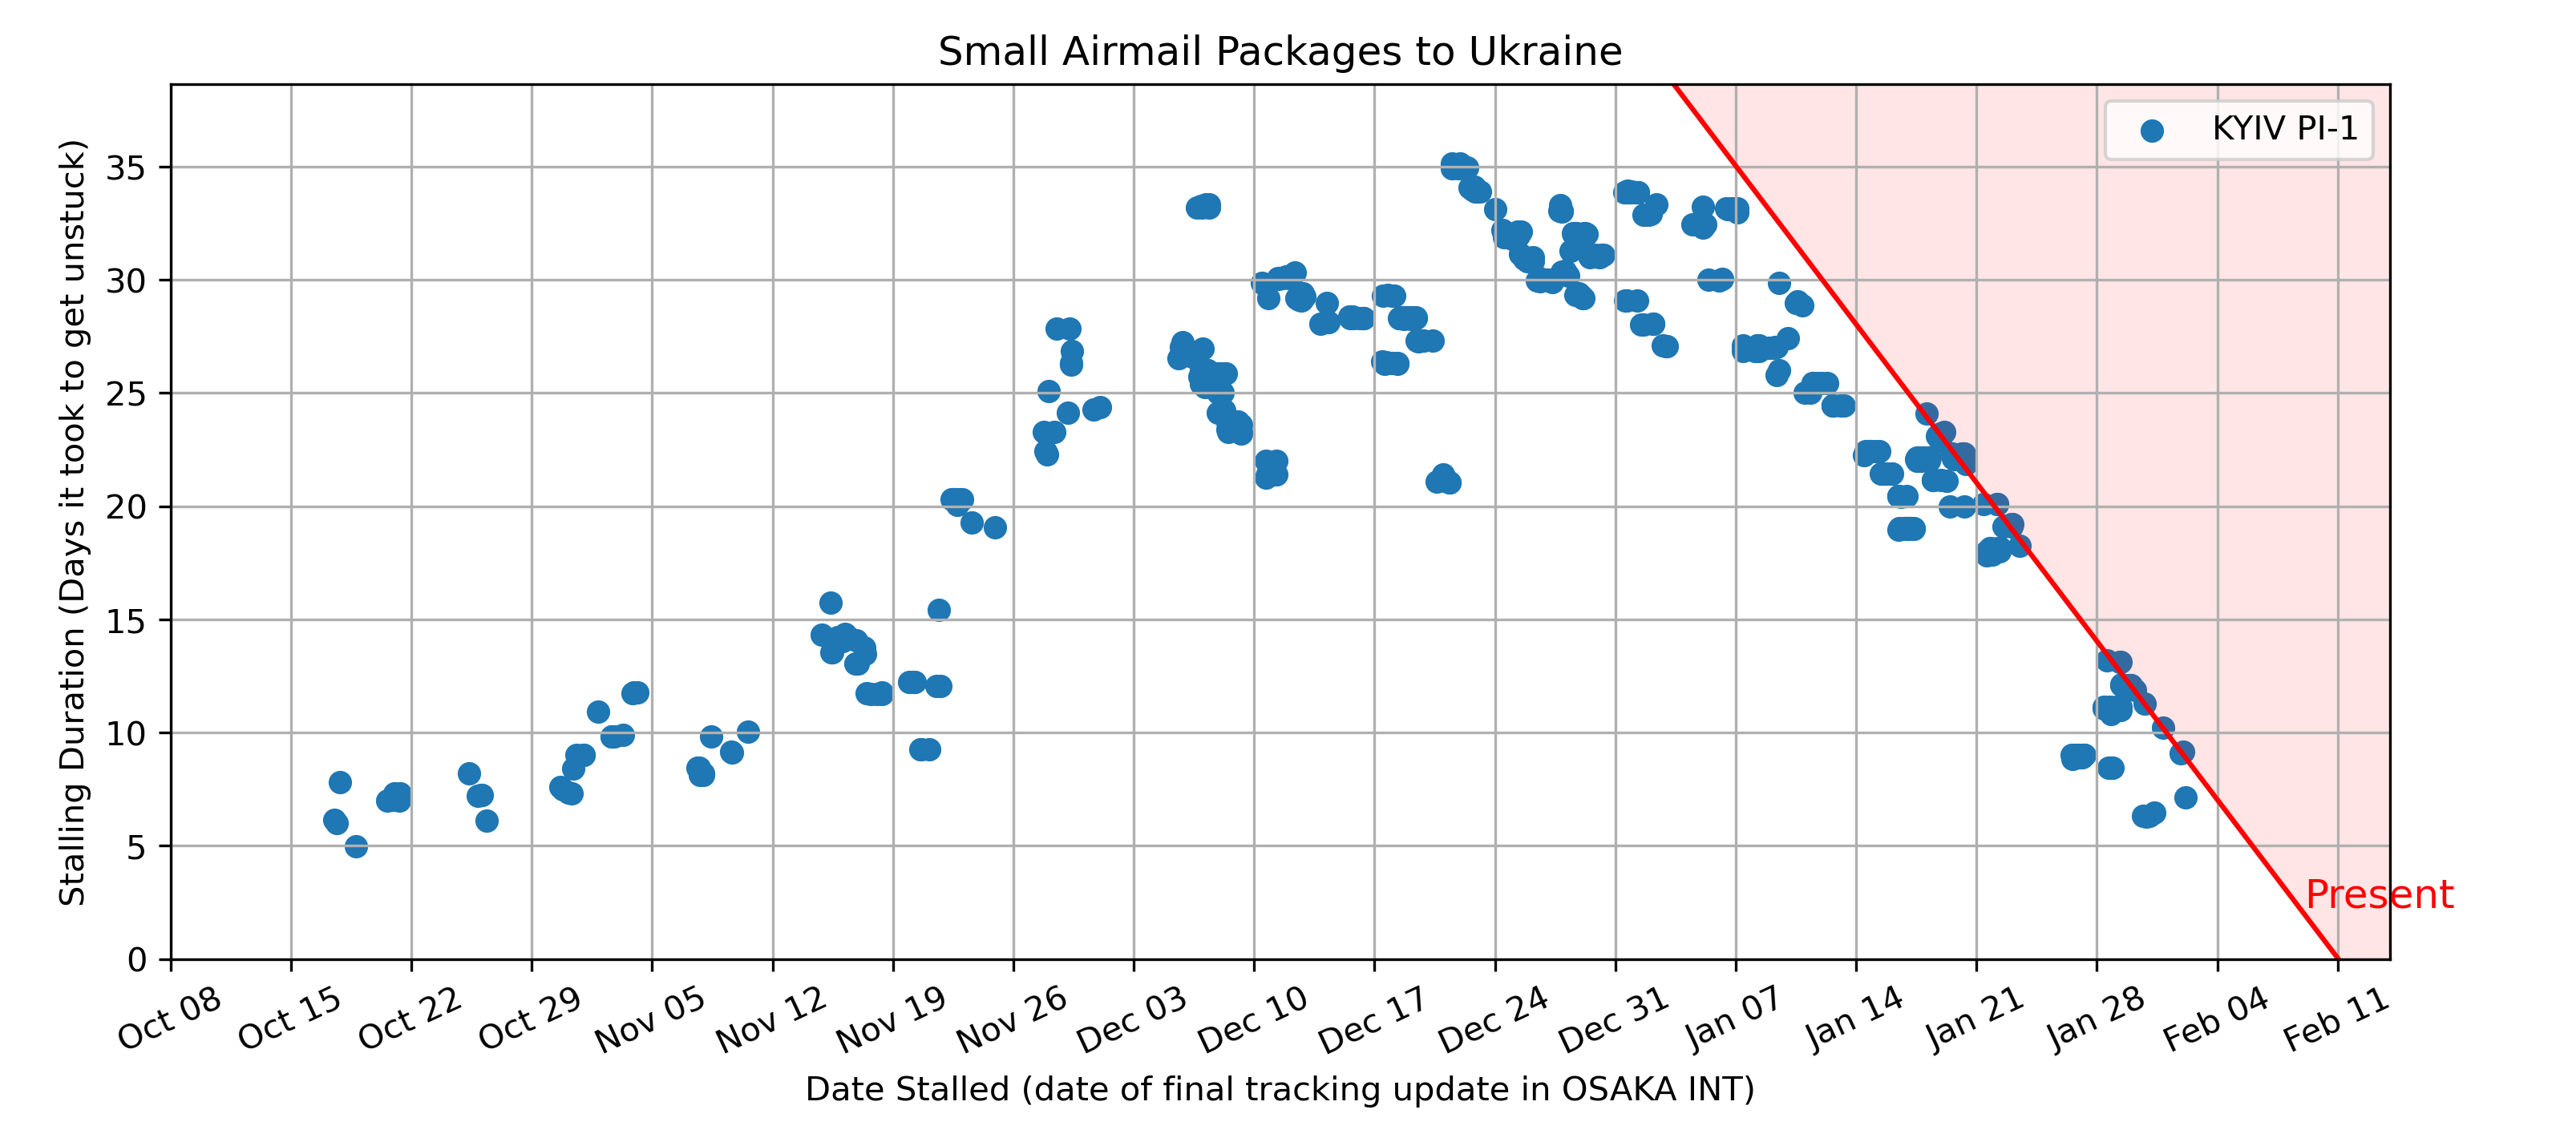 Small Airmail Packages to Ukraine
KYIV PI-1
Stalling Duration (Days it took to get unstuck)
35
30
25
20
15
10
5
0
Present
Oct 08
Oct 15
Oct 22
Oct 29
Nov 05
Nov 12
Nov 19
Nov 26
Dec 03
Dec 10
Dec 17
Dec 24
Dec 31
Jan 07
Jan 14
Jan 21
Jan 28
Feb 04
Feb 11
Date Stalled (date of final tracking update in OSAKA INT)